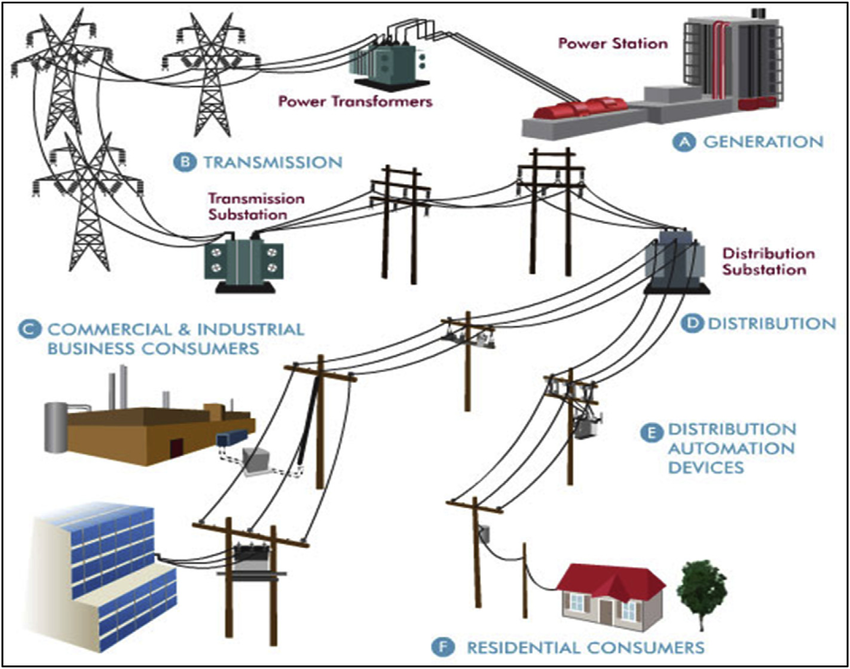 Power Station
Power Transformers
A GENERATION
B TRANSMISSION
Transmission
Substation
Distribution
Substation
C COMMERCIAL & INDUSTRIAL
BUSINESS CONSUMERS
D DISTRIBUTION
E DISTRIBUTION
AUTOMATION
DEVICES
F RESIDENTIAL CONSUMERS